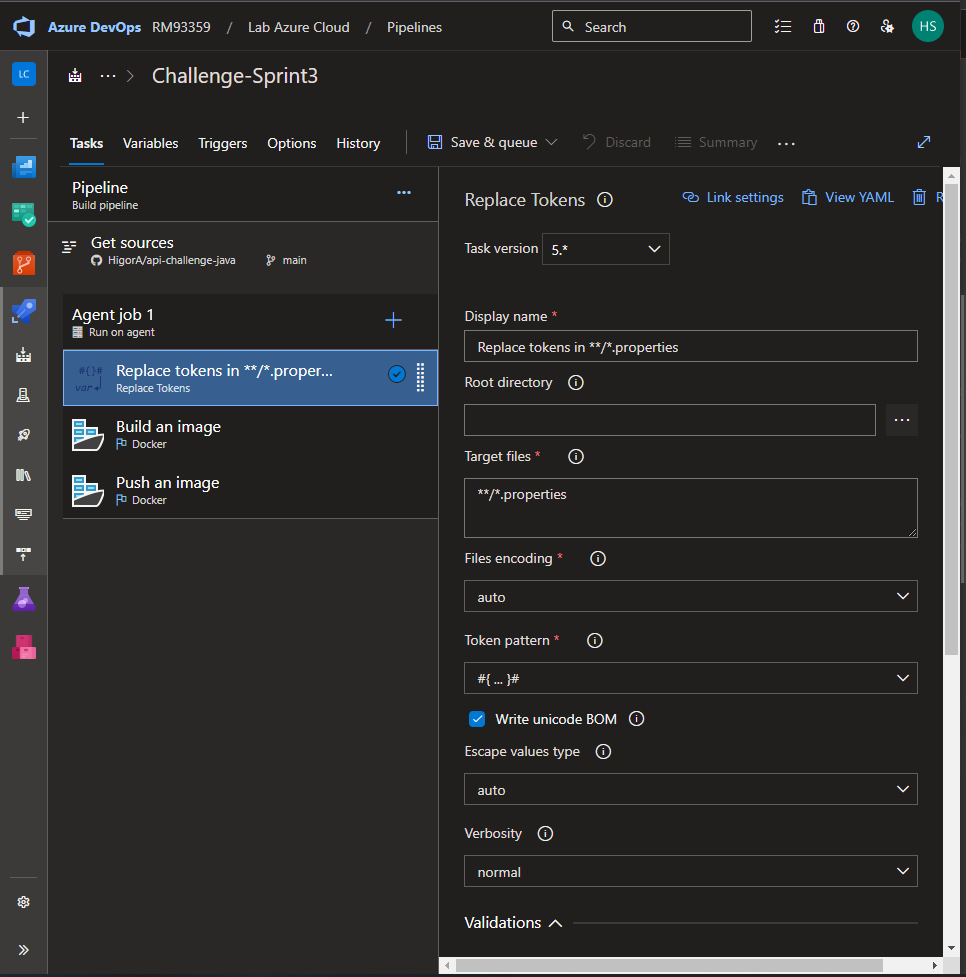 Azure DevOps RM93359 / Lab Azure Cloud / Pipelines Search HS
LC
Challenge-Sprint3
Tasks Variables Triggers Options History Save & queue Discard Summary
Pipeline
Build pipeline
Get sources
HigorA/api-challenge-java main
Agent job 1
Run on agent
#{}#
var
Replace tokens in **/*.proper...
Replace Tokens
Build an image
Docker
Push an image
Docker
Replace Tokens Link settings View YAML R
Task version 5.*
Display name *
Replace tokens in **/*.properties
Root directory
Target files *
**/*.properties
Files encoding *
auto
Token pattern *
#{ ... }#
Write unicode BOM
Escape values type
auto
Verbosity
normal
Validations